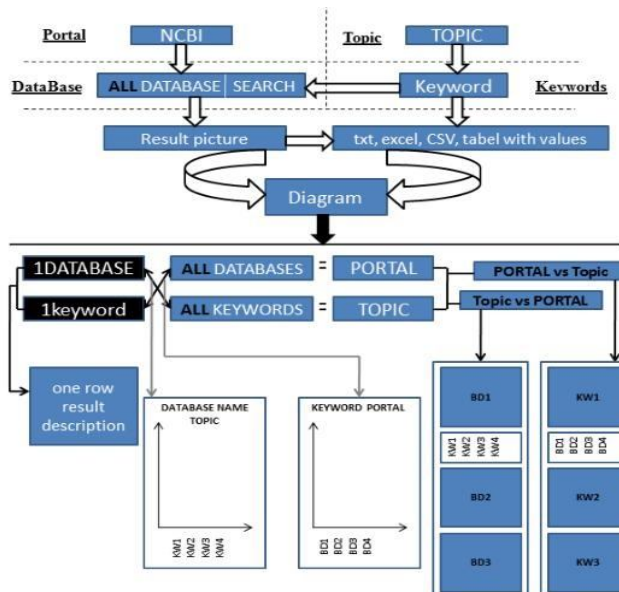 Portal
NCBI
Topic
TOPIC
DataBase
ALL DATABASE SEARCH
Keyword
Kevwords
Result picture
txt, excel, CSV, tabel with values
Diagram
1DATABASE
ALL DATABASES
=
PORTAL
PORTAL vs Topic
1keyword
ALL KEYWORDS
=
TOPIC
Topic vs PORTAL
one row
result
description
DATABASE NAME
TOPIC
KW1
KW2
KW3
KW4
KEYWORD PORTAL
BD1
BD2
BD3
BD4
BD1
KW1
KW2
KW3
KW4
BD2
BD3
KW1
BD1
BD2
BD3
BD4
KW2
KW3